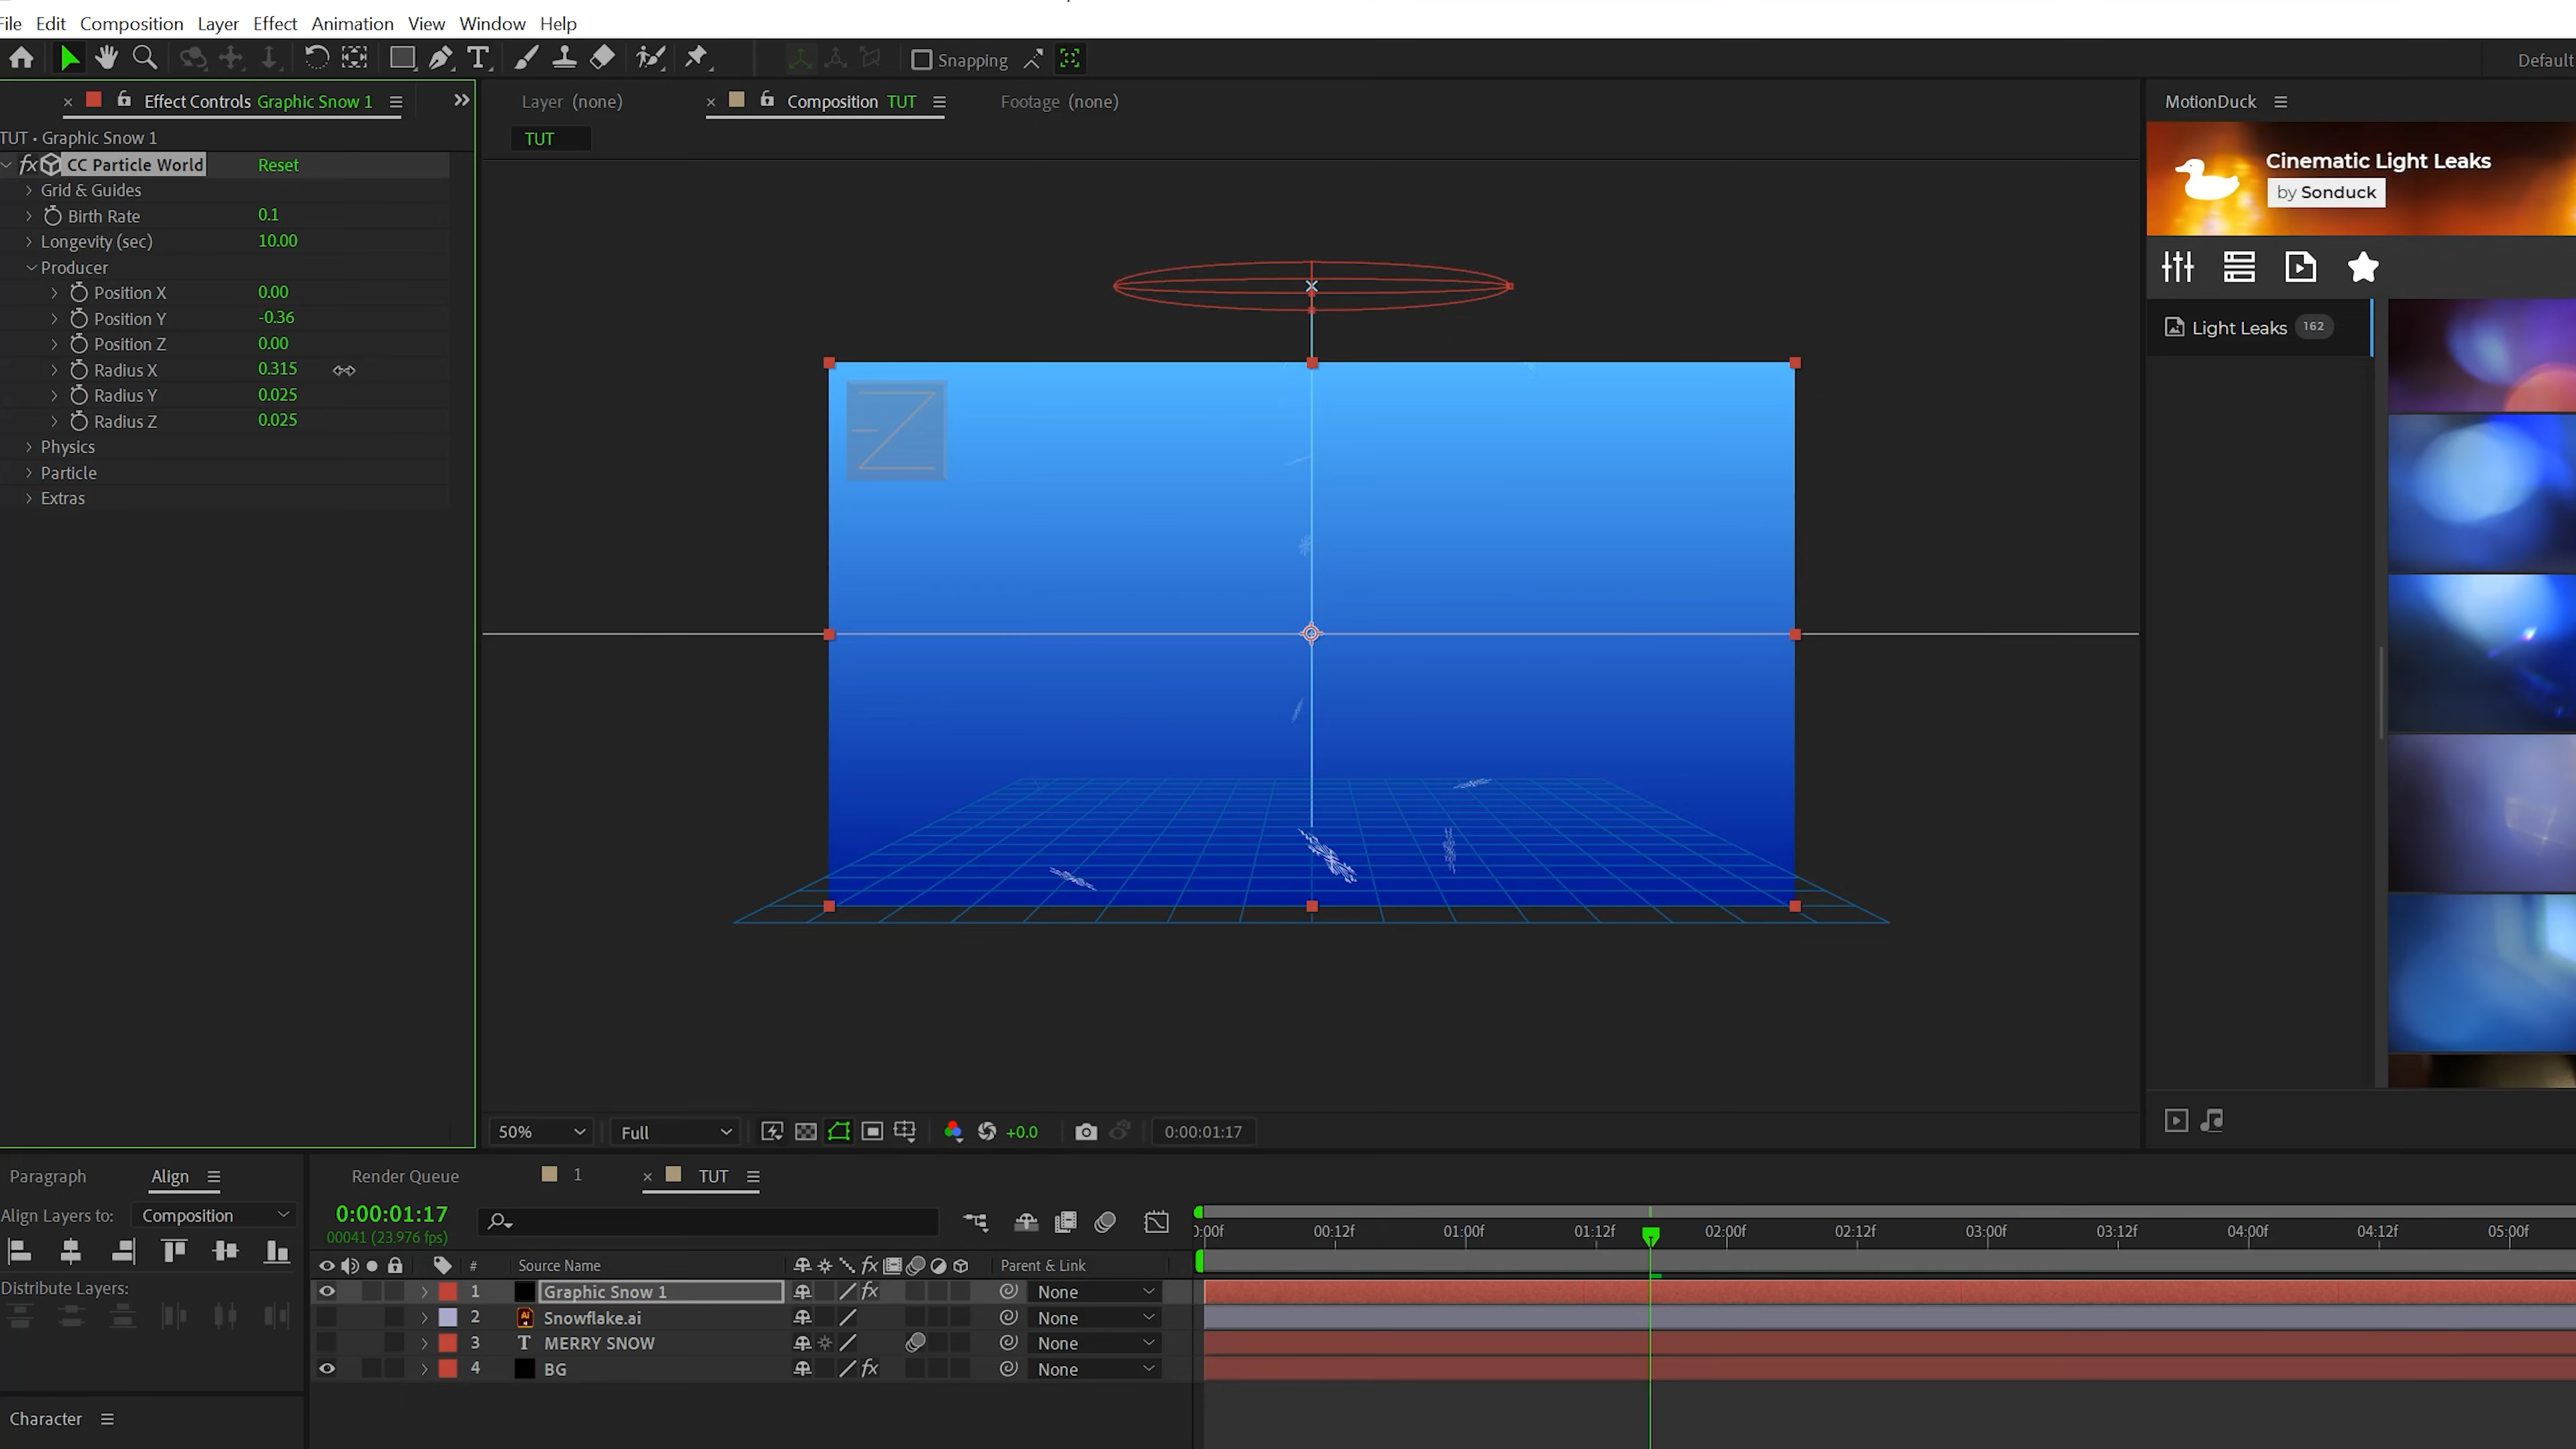 File Edit Composition Layer Effect Animation View Window Help
Snapping
Default
Effect Controls Graphic Snow 1
Layer (none)
Composition TUT
Footage (none)
MotionDuck
TUT
TUT • Graphic Snow 1
fx CC Particle World Reset
Grid & Guides
Birth Rate 0.1
Longevity (sec) 10.00
Producer
Position X 0.00
Position Y -0.36
Position Z 0.00
Radius X 0.315
Radius Y 0.025
Radius Z 0.025
Physics
Particle
Extras
Cinematic Light Leaks
by Sonduck
Light Leaks 162
Z
50% Full +0.0 0:00:01:17
Paragraph Align
Align Layers to: Composition
Distribute Layers:
Character
Render Queue 1 TUT
0:00:01:17
00041 (23.976 fps)
00f 00:12f 01:00f 01:12f 02:00f 02:12f 03:00f 03:12f 04:00f 04:12f 05:00f
# Source Name fx Parent & Link
1 Graphic Snow 1 fx None
2 Ai Snowflake.ai None
3 T MERRY SNOW None
4 BG fx None